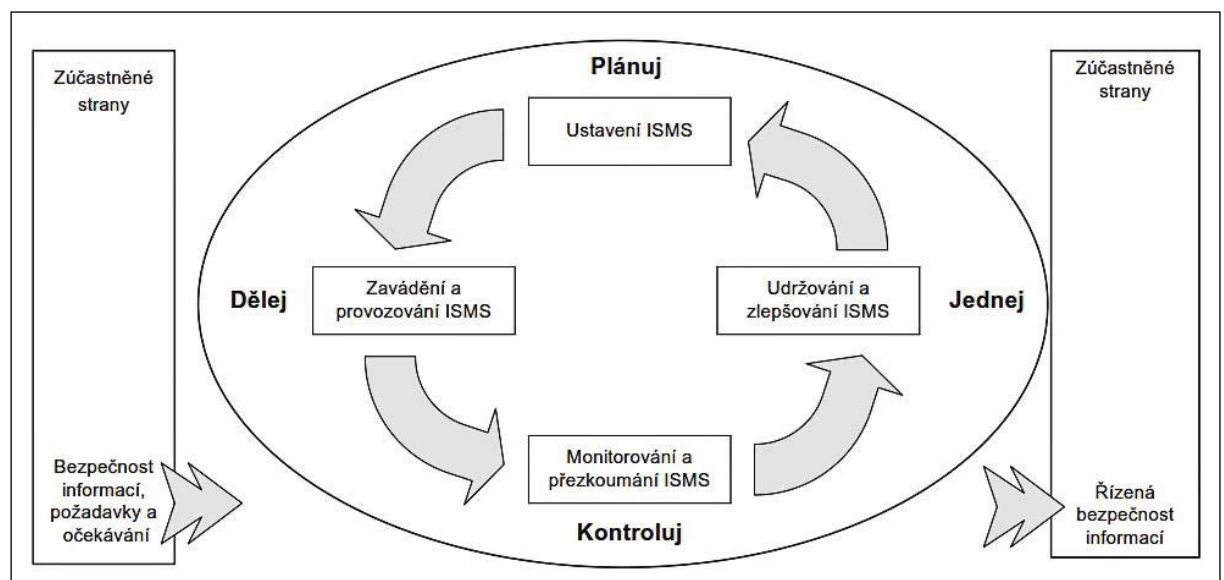 Zúčastněné
strany
Bezpečnost
informací,
požadavky a
očekávání
Plánuj
Ustavení ISMS
Dělej
Zavádění a
provozování ISMS
Udržování a
zlepšování ISMS
Jednej
Monitorování a
přezkoumání ISMS
Kontroluj
Zúčastněné
strany
Řízená
bezpečnost
informací